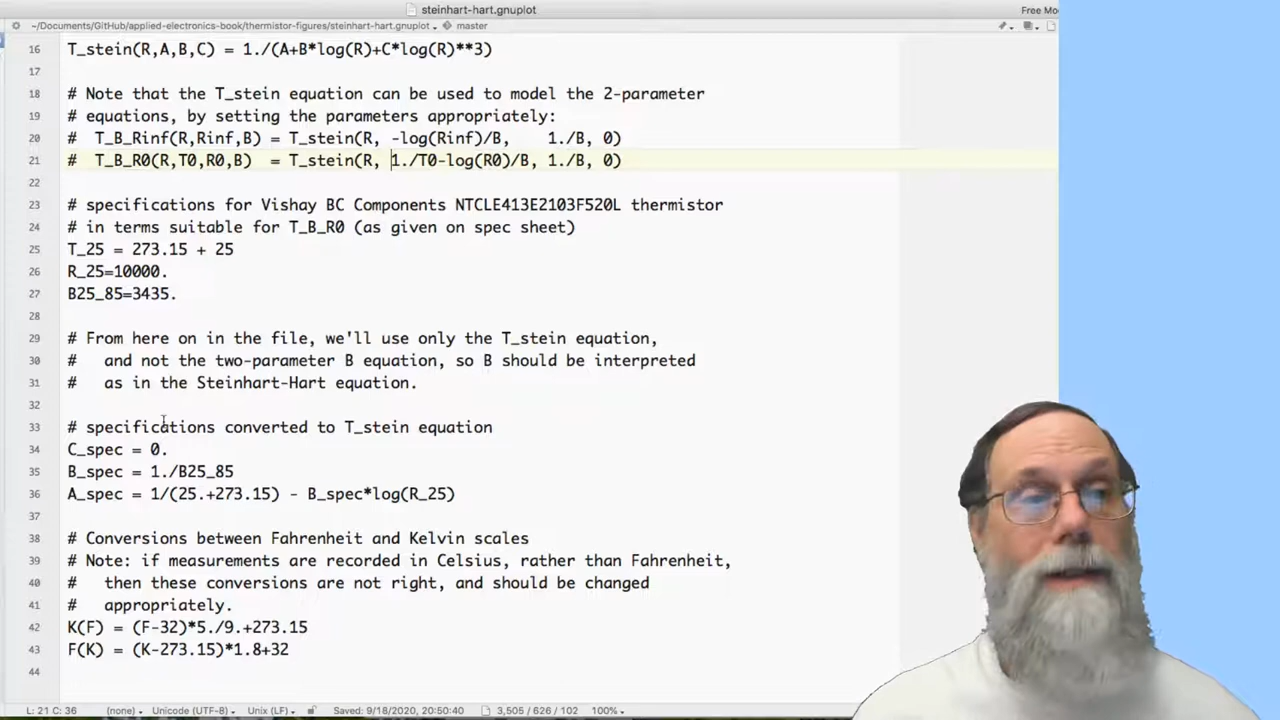 steinhart-hart.gnuplot
Free Mo
~/Documents/GitHub/applied-electronics-book/thermistor-figures/steinhart-hart.gnuplot
master
16 T_stein(R,A,B,C) = 1./(A+B*log(R)+C*log(R)**3)
17
18 # Note that the T_stein equation can be used to model the 2-parameter
19 # equations, by setting the parameters appropriately:
20 #  T_B_Rinf(R,Rinf,B) = T_stein(R, -log(Rinf)/B,    1./B, 0)
21 #  T_B_R0(R,T0,R0,B)  = T_stein(R, 1./T0-log(R0)/B, 1./B, 0)
22
23 # specifications for Vishay BC Components NTCLE413E2103F520L thermistor
24 # in terms suitable for T_B_R0 (as given on spec sheet)
25 T_25 = 273.15 + 25
26 R_25=10000.
27 B25_85=3435.
28
29 # From here on in the file, we'll use only the T_stein equation,
30 #   and not the two-parameter B equation, so B should be interpreted
31 #   as in the Steinhart-Hart equation.
32
33 # specifications converted to T_stein equation
34 C_spec = 0.
35 B_spec = 1./B25_85
36 A_spec = 1/(25.+273.15) - B_spec*log(R_25)
37
38 # Conversions between Fahrenheit and Kelvin scales
39 # Note: if measurements are recorded in Celsius, rather than Fahrenheit,
40 #   then these conversions are not right, and should be changed
41 #   appropriately.
42 K(F) = (F-32)*5./9.+273.15
43 F(K) = (K-273.15)*1.8+32
44
L: 21 C: 36 (none) Unicode (UTF-8) Unix (LF) Saved: 9/18/2020, 20:50:40 3,505 / 626 / 102 100%